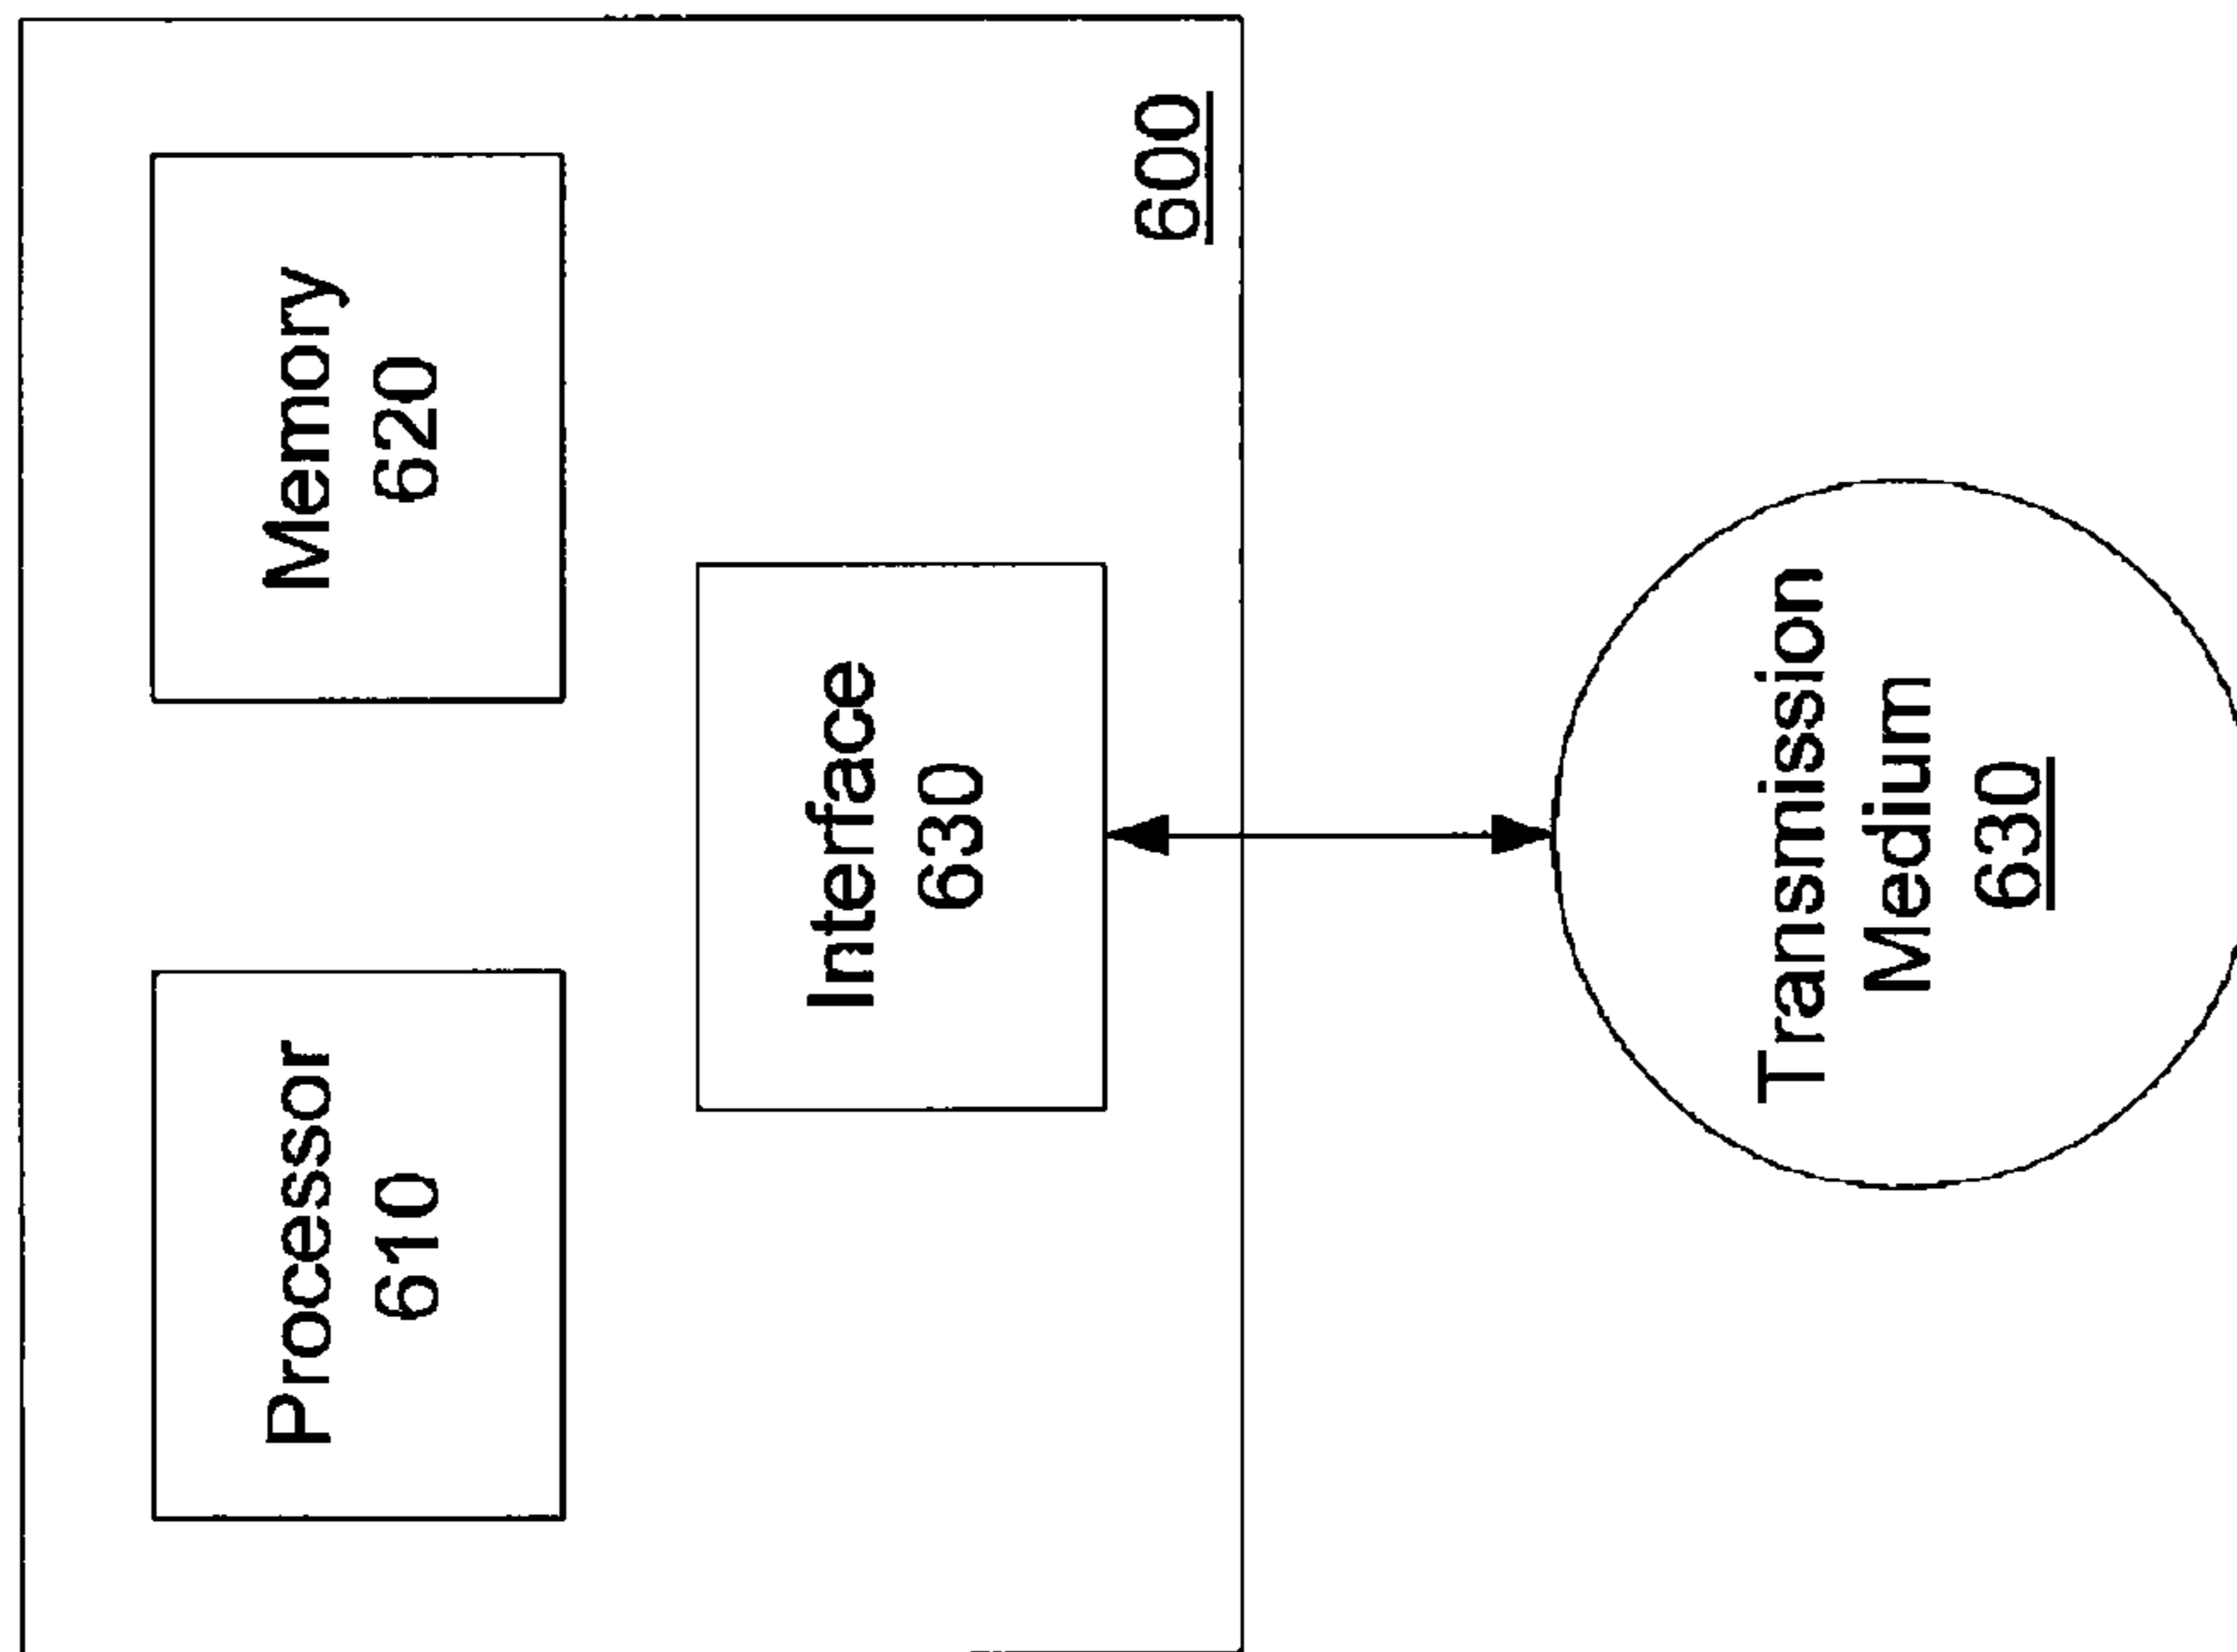 Processor
610
Memory
620
Interface
630
600
Transmission
Medium
630